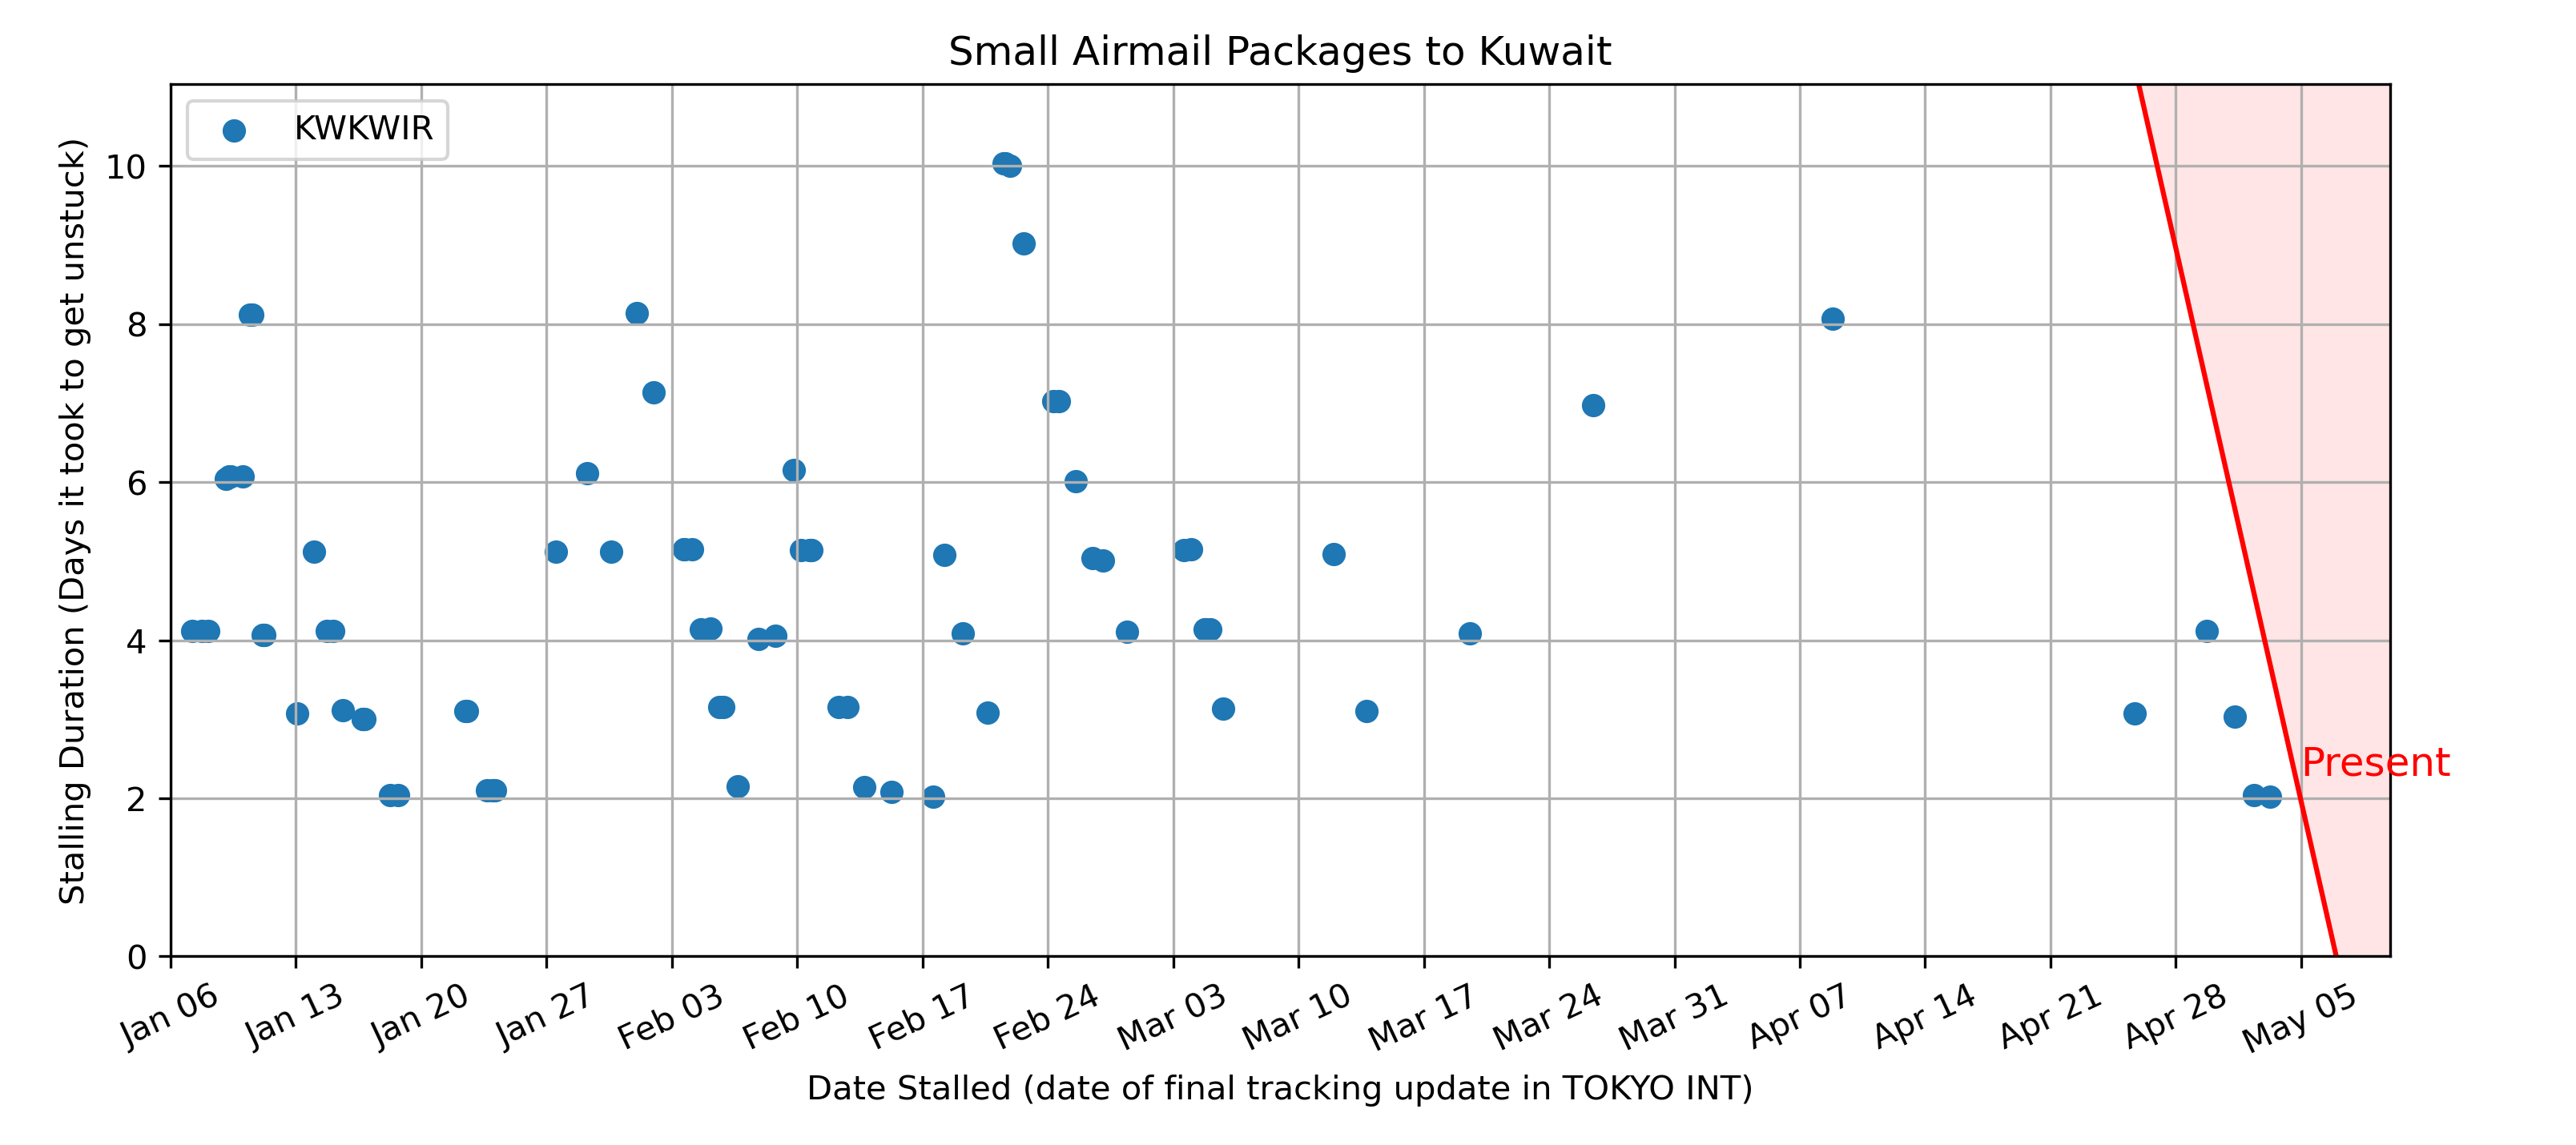 Small Airmail Packages to Kuwait
KWKWIR
Stalling Duration (Days it took to get unstuck)
10
8
6
4
2
0
Present
Jan 06 Jan 13 Jan 20 Jan 27 Feb 03 Feb 10 Feb 17 Feb 24 Mar 03 Mar 10 Mar 17 Mar 24 Mar 31 Apr 07 Apr 14 Apr 21 Apr 28 May 05
Date Stalled (date of final tracking update in TOKYO INT)